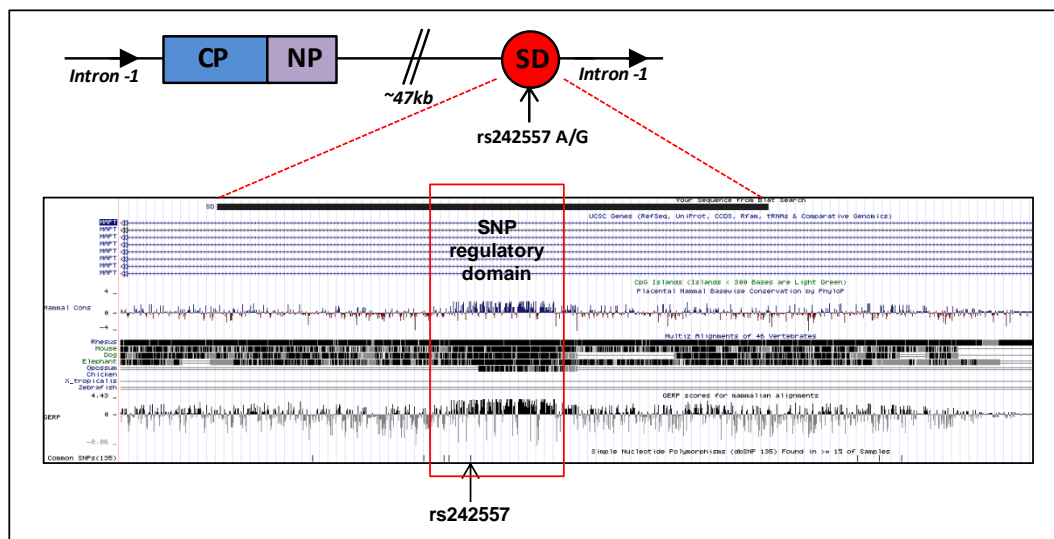 CP NP SD
Intron -1 Intron -1
~47kb
rs242557 A/G
SD Your Sequence from Blat Search
UCSC Genes (RefSeq, UniProt, CCDS, Rfam, tRNAs & Comparative Genomics)
MAPT
MAPT
MAPT
MAPT
MAPT
MAPT
MAPT
SNP
regulatory
domain
CpG Islands (Islands < 300 Bases are Light Green)
Placental Mammal Basewise Conservation by PhyloP
4 _
Mammal Cons
0 -
-4 _
Multiz Alignments of 46 Vertebrates
Rhesus
Mouse
Dog
Elephant
Opossum
Chicken
X_tropicalis
Zebrafish
GERP scores for mammalian alignments
4.43 _
GERP
0 -
-8.86 _
Simple Nucleotide Polymorphisms (dbSNP 135) Found in >= 1% of Samples
Common SNPs(135)
rs242557